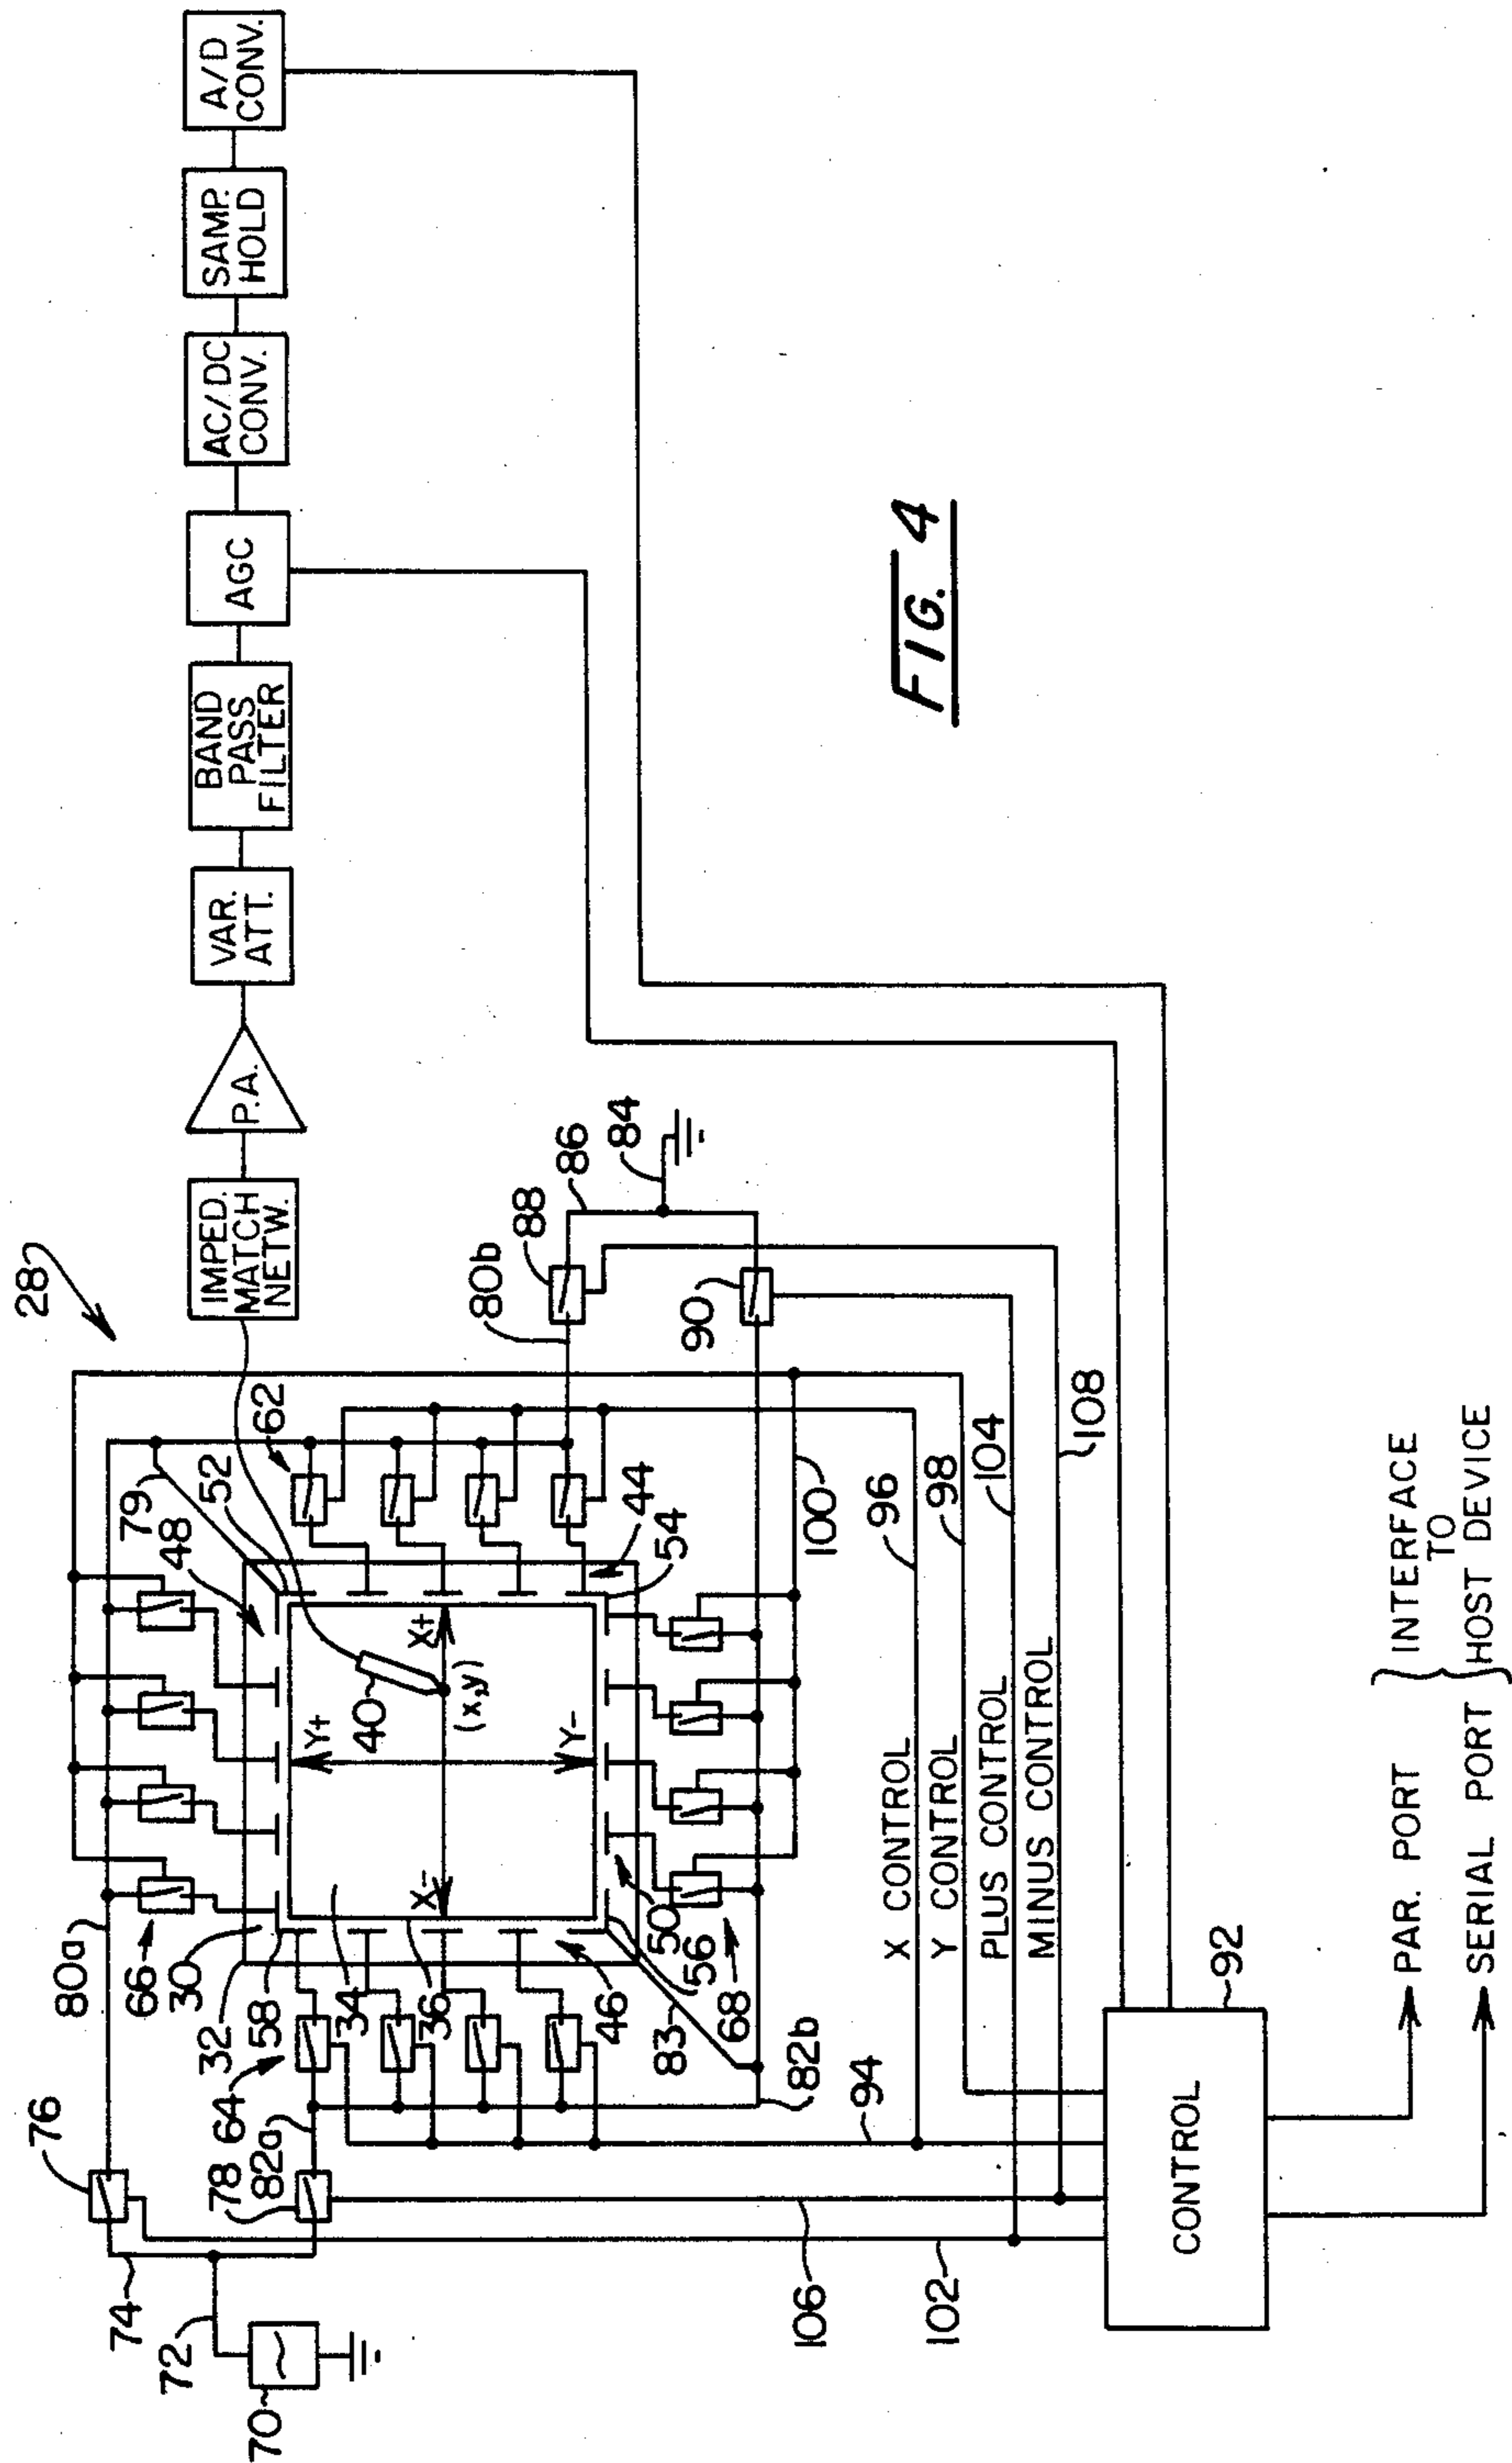 28
IMPED.
MATCH
NETW.
P.A.
VAR.
ATT.
BAND
PASS
FILTER
AGC
AC/DC
CONV.
SAMP.
HOLD
A/D
CONV.
76
80a
66
30
32
58
48
79
52
62
74
72
70
78
82a
64
34
36
Y+
40
X-
X+
(x,y)
Y-
46
50
56
44
54
83
68
82b
80b
88
86
84
90
94
100
96
X CONTROL
98
Y CONTROL
104
PLUS CONTROL
108
MINUS CONTROL
106
102
92
CONTROL
PAR. PORT
SERIAL PORT
INTERFACE
TO
HOST DEVICE
FIG. 4